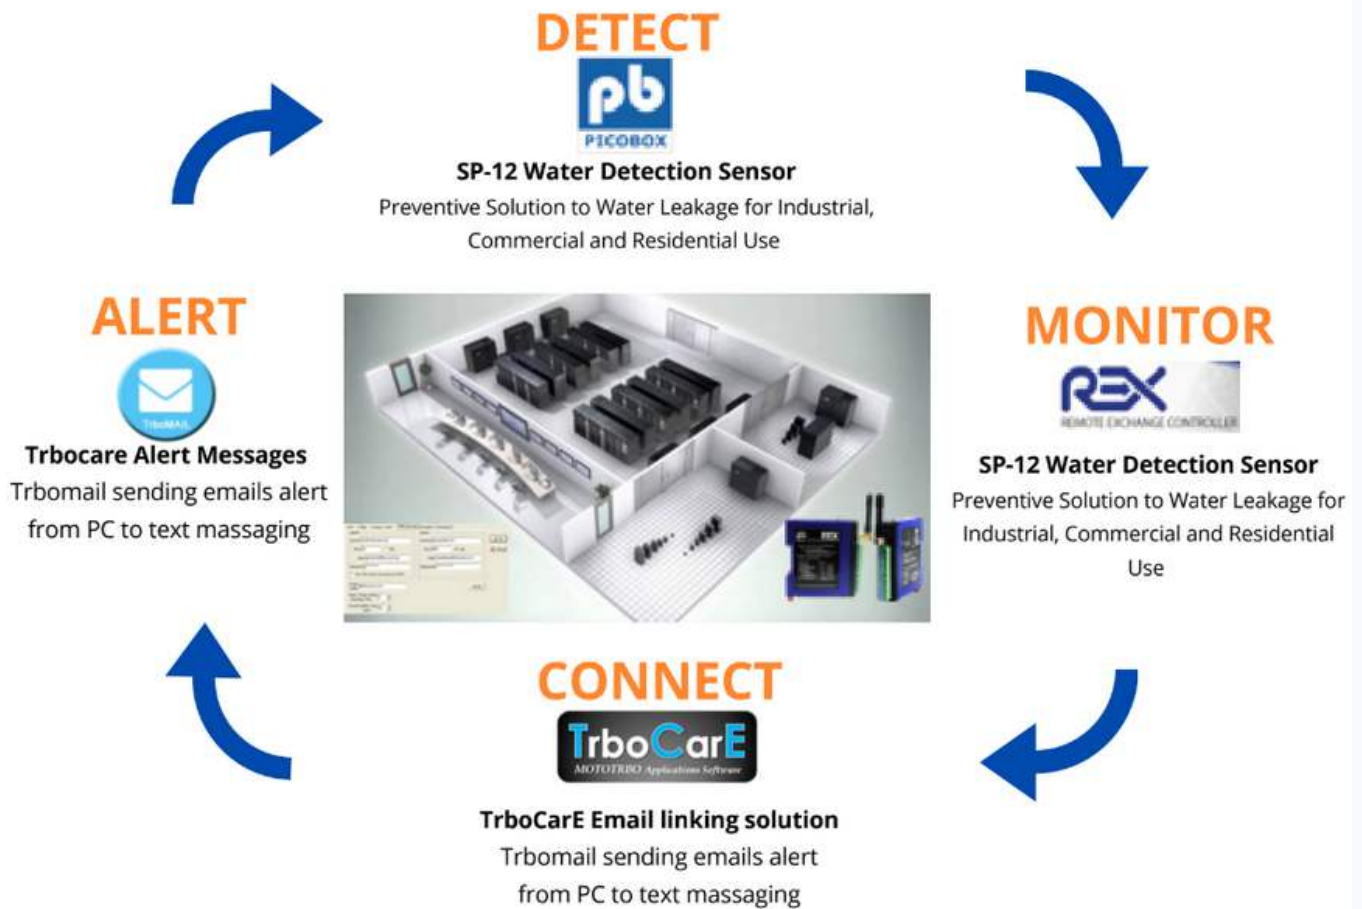 DETECT
pb
PICOBOX
SP-12 Water Detection Sensor
Preventive Solution to Water Leakage for Industrial,
Commercial and Residential Use
ALERT
TrboMAIL
Trbocare Alert Messages
Trbomail sending emails alert
from PC to text massaging
MONITOR
REX
REMOTE EXCHANGE CONTROLLER
SP-12 Water Detection Sensor
Preventive Solution to Water Leakage for
Industrial, Commercial and Residential
Use
CONNECT
TrboCarE
MOTOTRBO Applications Software
TrboCarE Email linking solution
Trbomail sending emails alert
from PC to text massaging